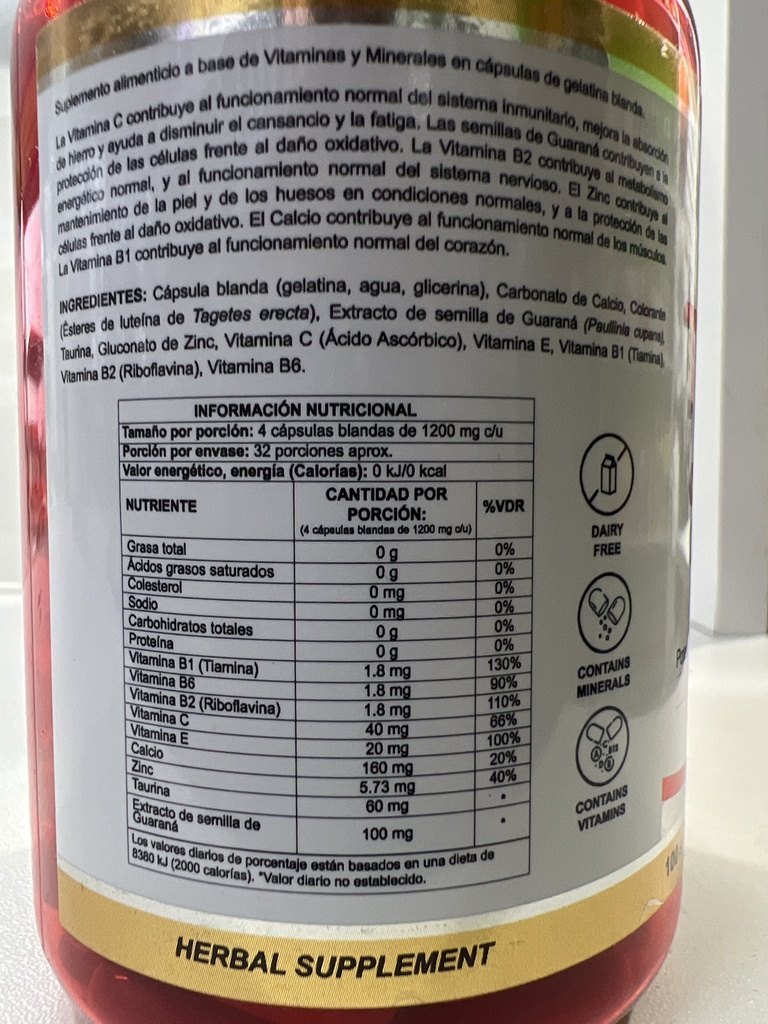 Suplemento alimenticio a base de Vitaminas y Minerales en cápsulas de gelatina blanda.
La Vitamina C contribuye al funcionamiento normal del sistema inmunitario, mejora la absorción
de hierro y ayuda a disminuir el cansancio y la fatiga. Las semillas de Guaraná contribuyen a la
protección de las células frente al daño oxidativo. La Vitamina B2 contribuye al metabolismo
energético normal, y al funcionamiento normal del sistema nervioso. El Zinc contribuye al
mantenimiento de la piel y de los huesos en condiciones normales, y a la protección de las
células frente al daño oxidativo. El Calcio contribuye al funcionamiento normal de los músculos.
La Vitamina B1 contribuye al funcionamiento normal del corazón.
INGREDIENTES: Cápsula blanda (gelatina, agua, glicerina), Carbonato de Calcio, Colorante
(Ésteres de luteína de Tagetes erecta), Extracto de semilla de Guaraná (Paullinia cupana),
Taurina, Gluconato de Zinc, Vitamina C (Ácido Ascórbico), Vitamina E, Vitamina B1 (Tiamina),
Vitamina B2 (Riboflavina), Vitamina B6.
INFORMACIÓN NUTRICIONAL
Tamaño por porción: 4 cápsulas blandas de 1200 mg c/u
Porción por envase: 32 porciones aprox.
Valor energético, energía (Calorías): 0 kJ/0 kcal
NUTRIENTE CANTIDAD POR PORCIÓN: (4 cápsulas blandas de 1200 mg c/u) %VDR
Grasa total 0 g 0%
Ácidos grasos saturados 0 g 0%
Colesterol 0 mg 0%
Sodio 0 mg 0%
Carbohidratos totales 0 g 0%
Proteína 0 g 0%
Vitamina B1 (Tiamina) 1.8 mg 130%
Vitamina B6 1.8 mg 90%
Vitamina B2 (Riboflavina) 1.8 mg 110%
Vitamina C 40 mg 66%
Vitamina E 20 mg 100%
Calcio 160 mg 20%
Zinc 5.73 mg 40%
Taurina 60 mg *
Extracto de semilla de Guaraná 100 mg *
Los valores diarios de porcentaje están basados en una dieta de
8380 kJ (2000 calorías). *Valor diario no establecido.
DAIRY
FREE
CONTAINS
MINERALS
CONTAINS
VITAMINS
HERBAL SUPPLEMENT